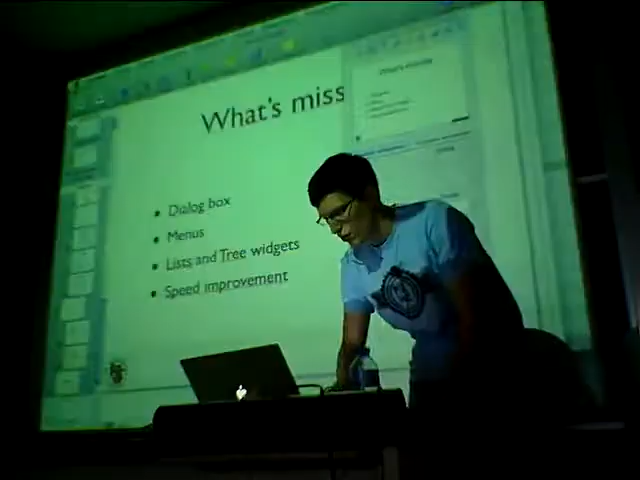 What's miss
• Dialog box
• Menus
• Lists and Tree widgets
• Speed improvement